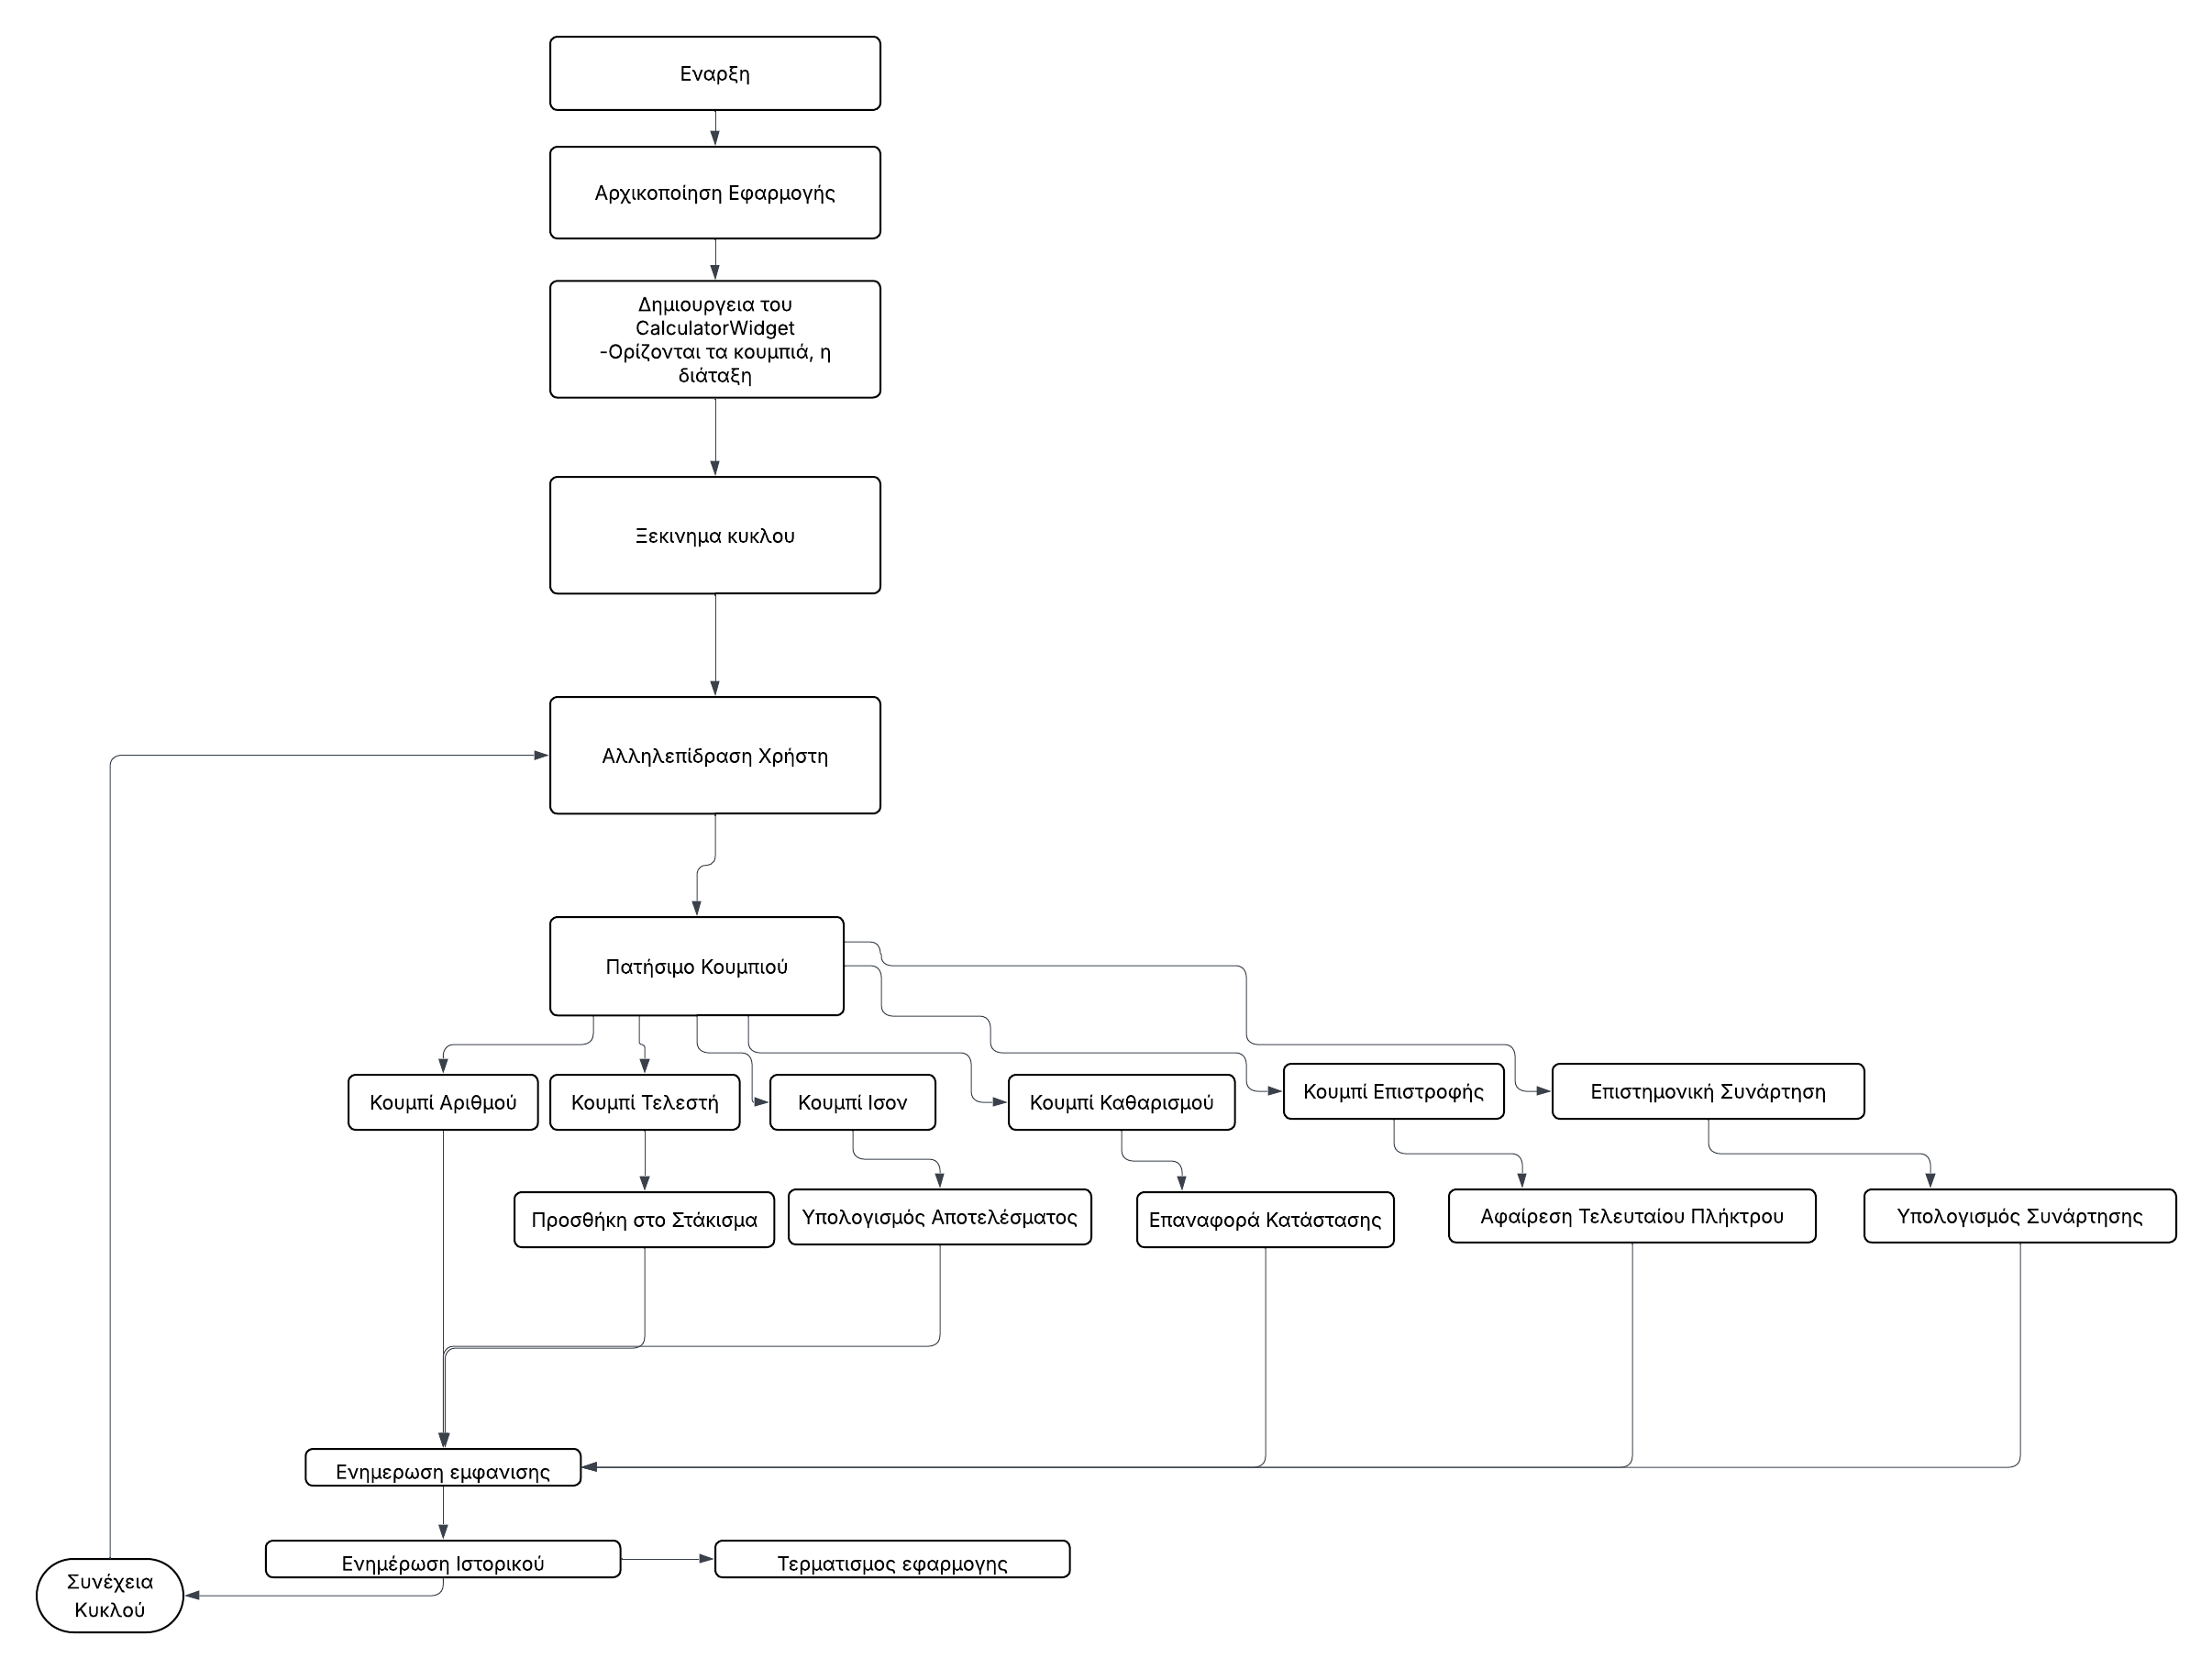 Εναρξη
Αρχικοποίηση Εφαρμογής
Δημιουργεια του
CalculatorWidget
-Ορίζονται τα κουμπιά, η
διάταξη
Ξεκινημα κυκλου
Αλληλεπίδραση Χρήστη
Πατήσιμο Κουμπιού
Κουμπί Αριθμού
Κουμπί Τελεστή
Κουμπί Ισον
Κουμπί Καθαρισμού
Κουμπί Επιστροφής
Επιστημονική Συνάρτηση
Προσθήκη στο Στάκισμα
Υπολογισμός Αποτελέσματος
Επαναφορά Κατάστασης
Αφαίρεση Τελευταίου Πλήκτρου
Υπολογισμός Συνάρτησης
Ενημερωση εμφανισης
Ενημέρωση Ιστορικού
Τερματισμος εφαρμογης
Συνέχεια
Κυκλού